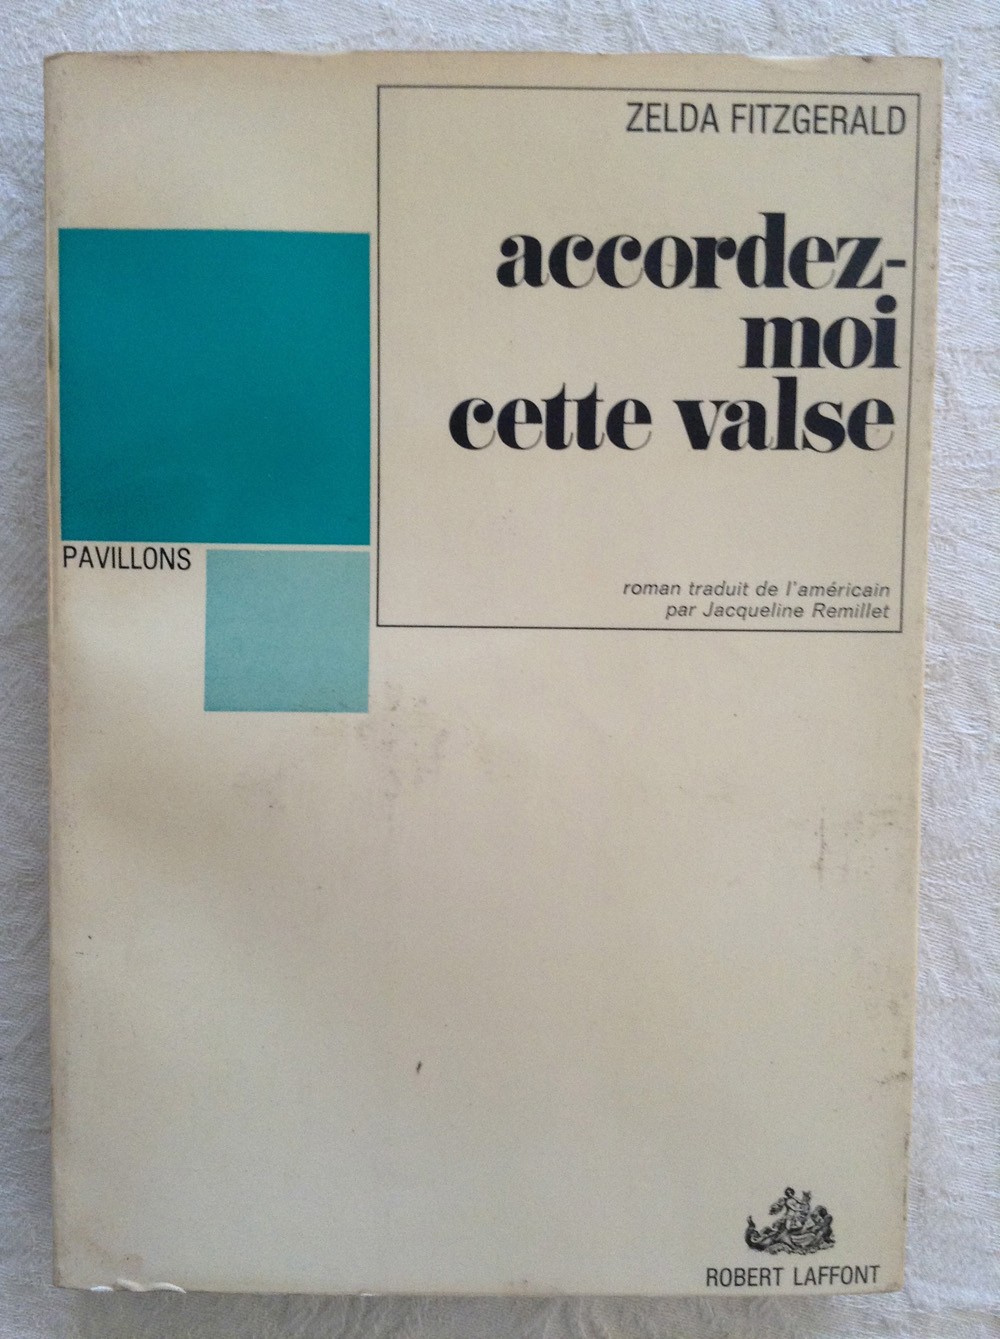 ZELDA FITZGERALD
accordez-
moi
cette valse
PAVILLONS
roman traduit de l'américain
par Jacqueline Remillet
ROBERT LAFFONT